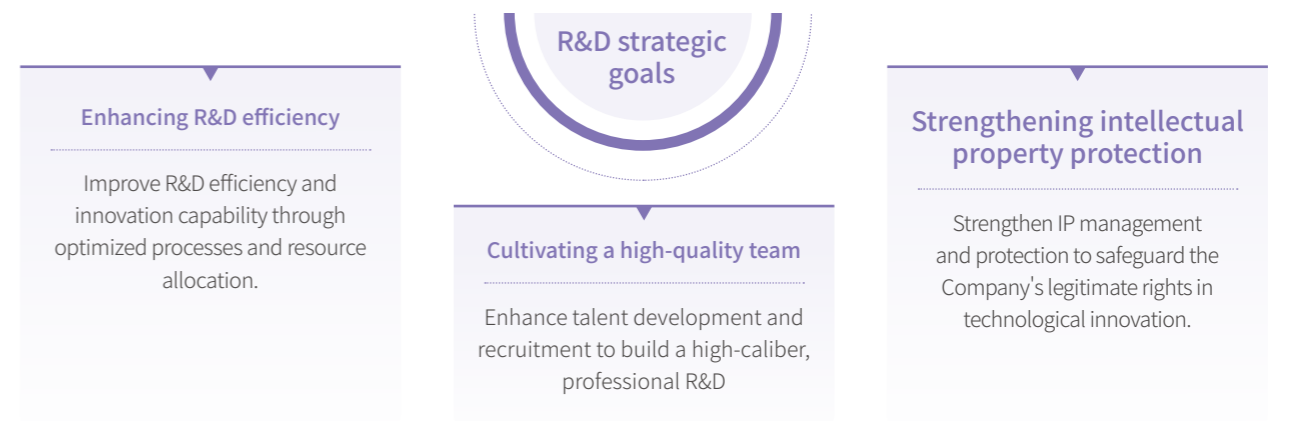 R&D strategic
goals
Enhancing R&D efficiency
Improve R&D efficiency and
innovation capability through
optimized processes and resource
allocation.
Cultivating a high-quality team
Enhance talent development and
recruitment to build a high-caliber,
professional R&D
Strengthening intellectual
property protection
Strengthen IP management
and protection to safeguard the
Company's legitimate rights in
technological innovation.